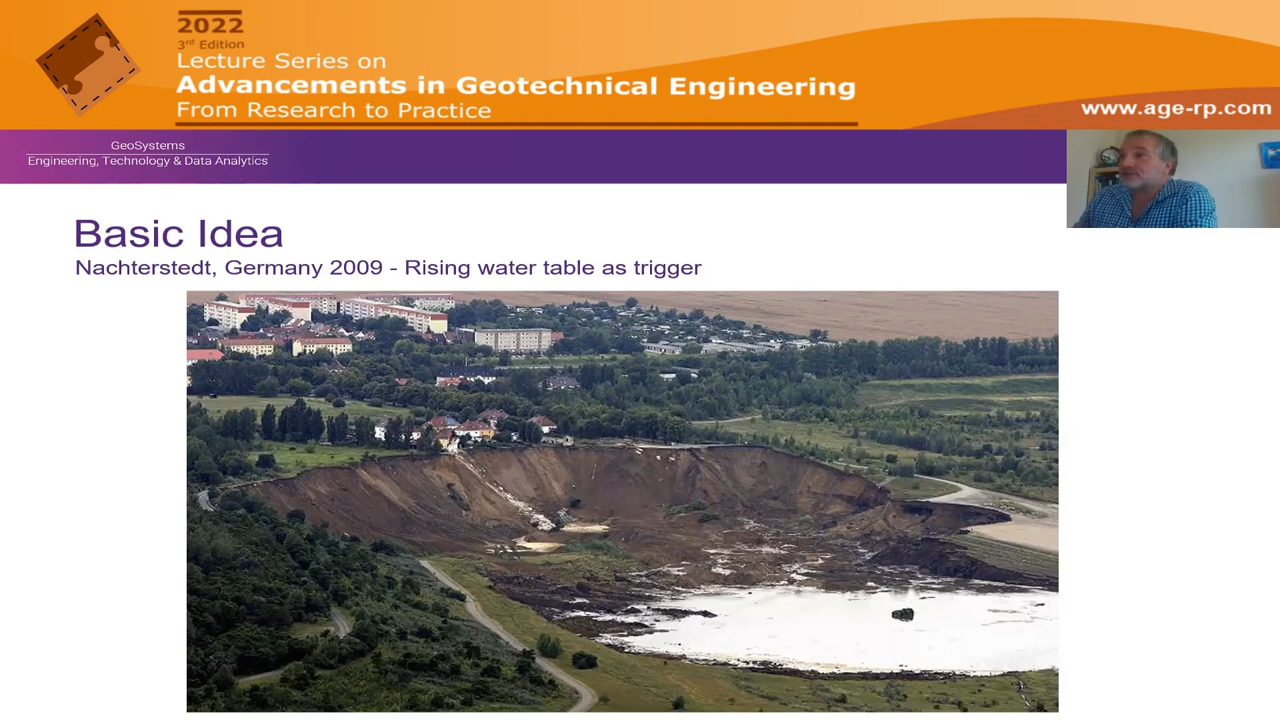 2022
3rd Edition
Lecture Series on
Advancements in Geotechnical Engineering
From Research to Practice
www.age-rp.com
GeoSystems
Engineering, Technology & Data Analytics
Basic Idea
Nachterstedt, Germany 2009 - Rising water table as trigger